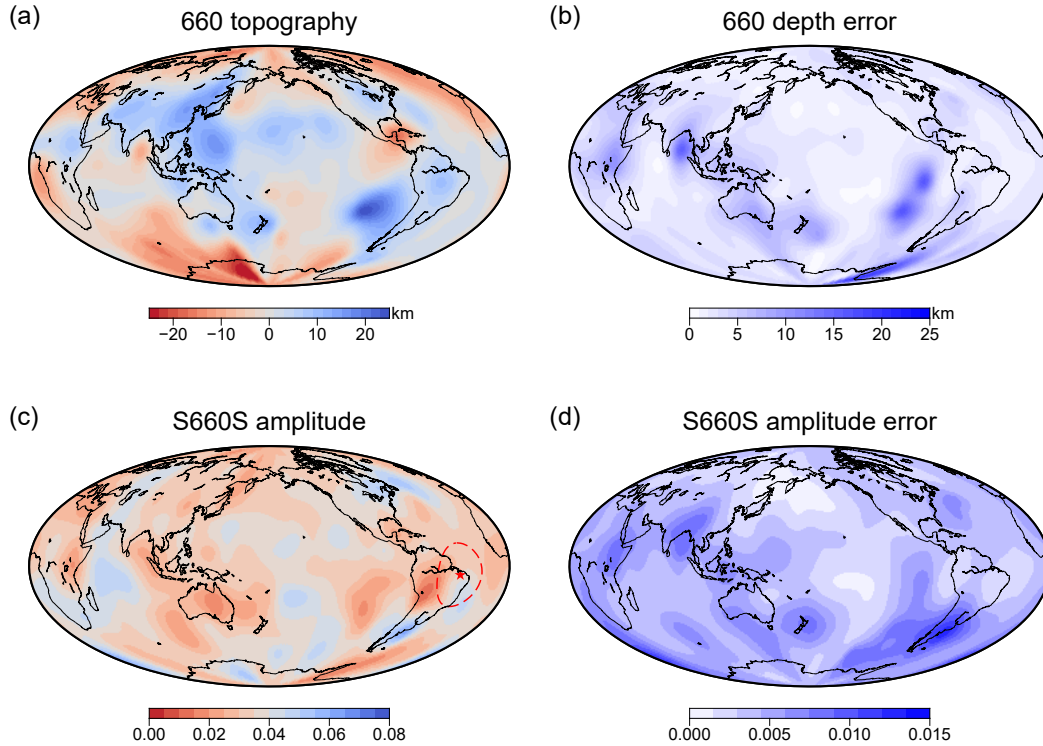 (a)
660 topography
−20 −10 0 10 20 km
(b)
660 depth error
0 5 10 15 20 25 km
(c)
S660S amplitude
0.00 0.02 0.04 0.06 0.08
(d)
S660S amplitude error
0.000 0.005 0.010 0.015